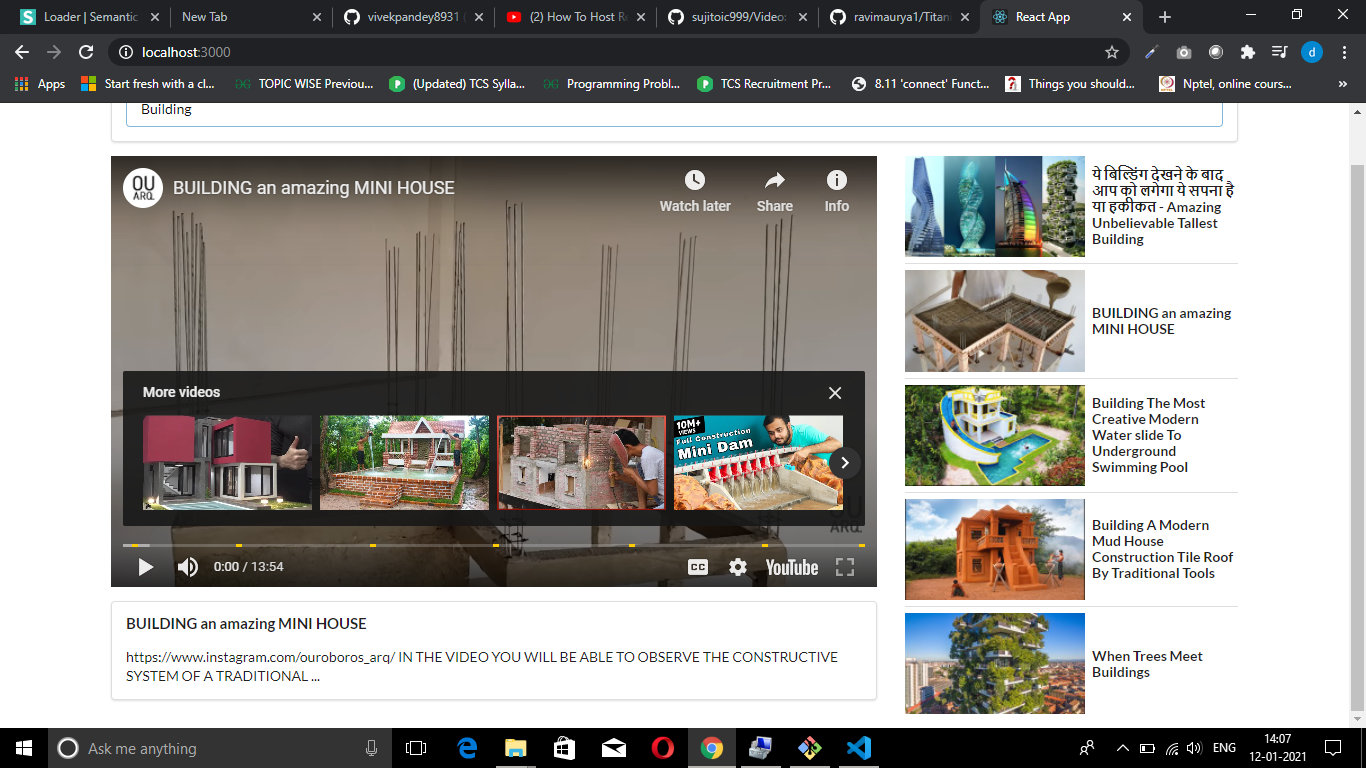 Loader | Semantic
New Tab
vivekpandey8931
(2) How To Host R
sujitoic999/Video
ravimaurya1/Titan
React App
localhost:3000
d
Apps
Start fresh with a cl...
TOPIC WISE Previou...
(Updated) TCS Sylla...
Programming Probl...
TCS Recruitment Pr...
8.11 'connect' Funct...
Things you should...
Nptel, online cours...
»
Building
OU
ARQ.
BUILDING an amazing MINI HOUSE
Watch later
Share
Info
More videos
10M+
VIEWS
Full Construction
Mini Dam
OU
ARQ.
0:00 / 13:54
CC
YouTube
BUILDING an amazing MINI HOUSE
https://www.instagram.com/ouroboros_arq/ IN THE VIDEO YOU WILL BE ABLE TO OBSERVE THE CONSTRUCTIVE
SYSTEM OF A TRADITIONAL ...
ये बिल्डिंग देखने के बाद
आप को लगेगा ये सपना है
या हकीकत - Amazing
Unbelievable Tallest
Building
BUILDING an amazing
MINI HOUSE
Building The Most
Creative Modern
Water slide To
Underground
Swimming Pool
Building A Modern
Mud House
Construction Tile Roof
By Traditional Tools
When Trees Meet
Buildings
Ask me anything
ENG
14:07
12-01-2021